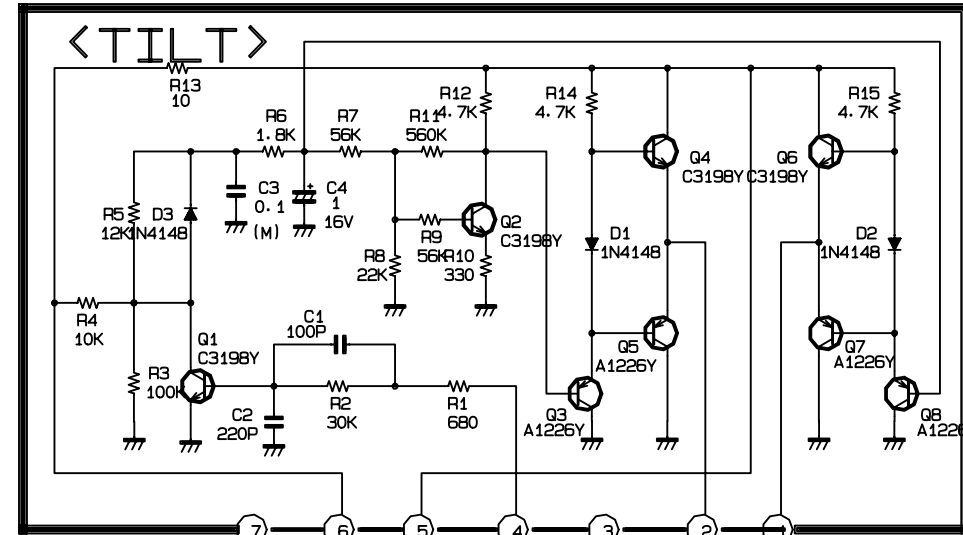 <TILT>
R13
10
R12
4.7K
R14
4.7K
R15
4.7K
R6
1.8K
R7
56K
R11
560K
Q4
C3198Y
Q6
C3198Y
C3
0.1
(M)
+
C4
1
16V
R5
12K
D3
1N4148
Q2
C3198Y
R9
56K
R10
330
R8
22K
D1
1N4148
D2
1N4148
R4
10K
C1
100P
Q1
C3198Y
Q5
A1226Y
Q7
A1226Y
R3
100K
R2
30K
R1
680
C2
220P
Q3
A1226Y
Q8
A1226
7
6
5
4
3
2
1